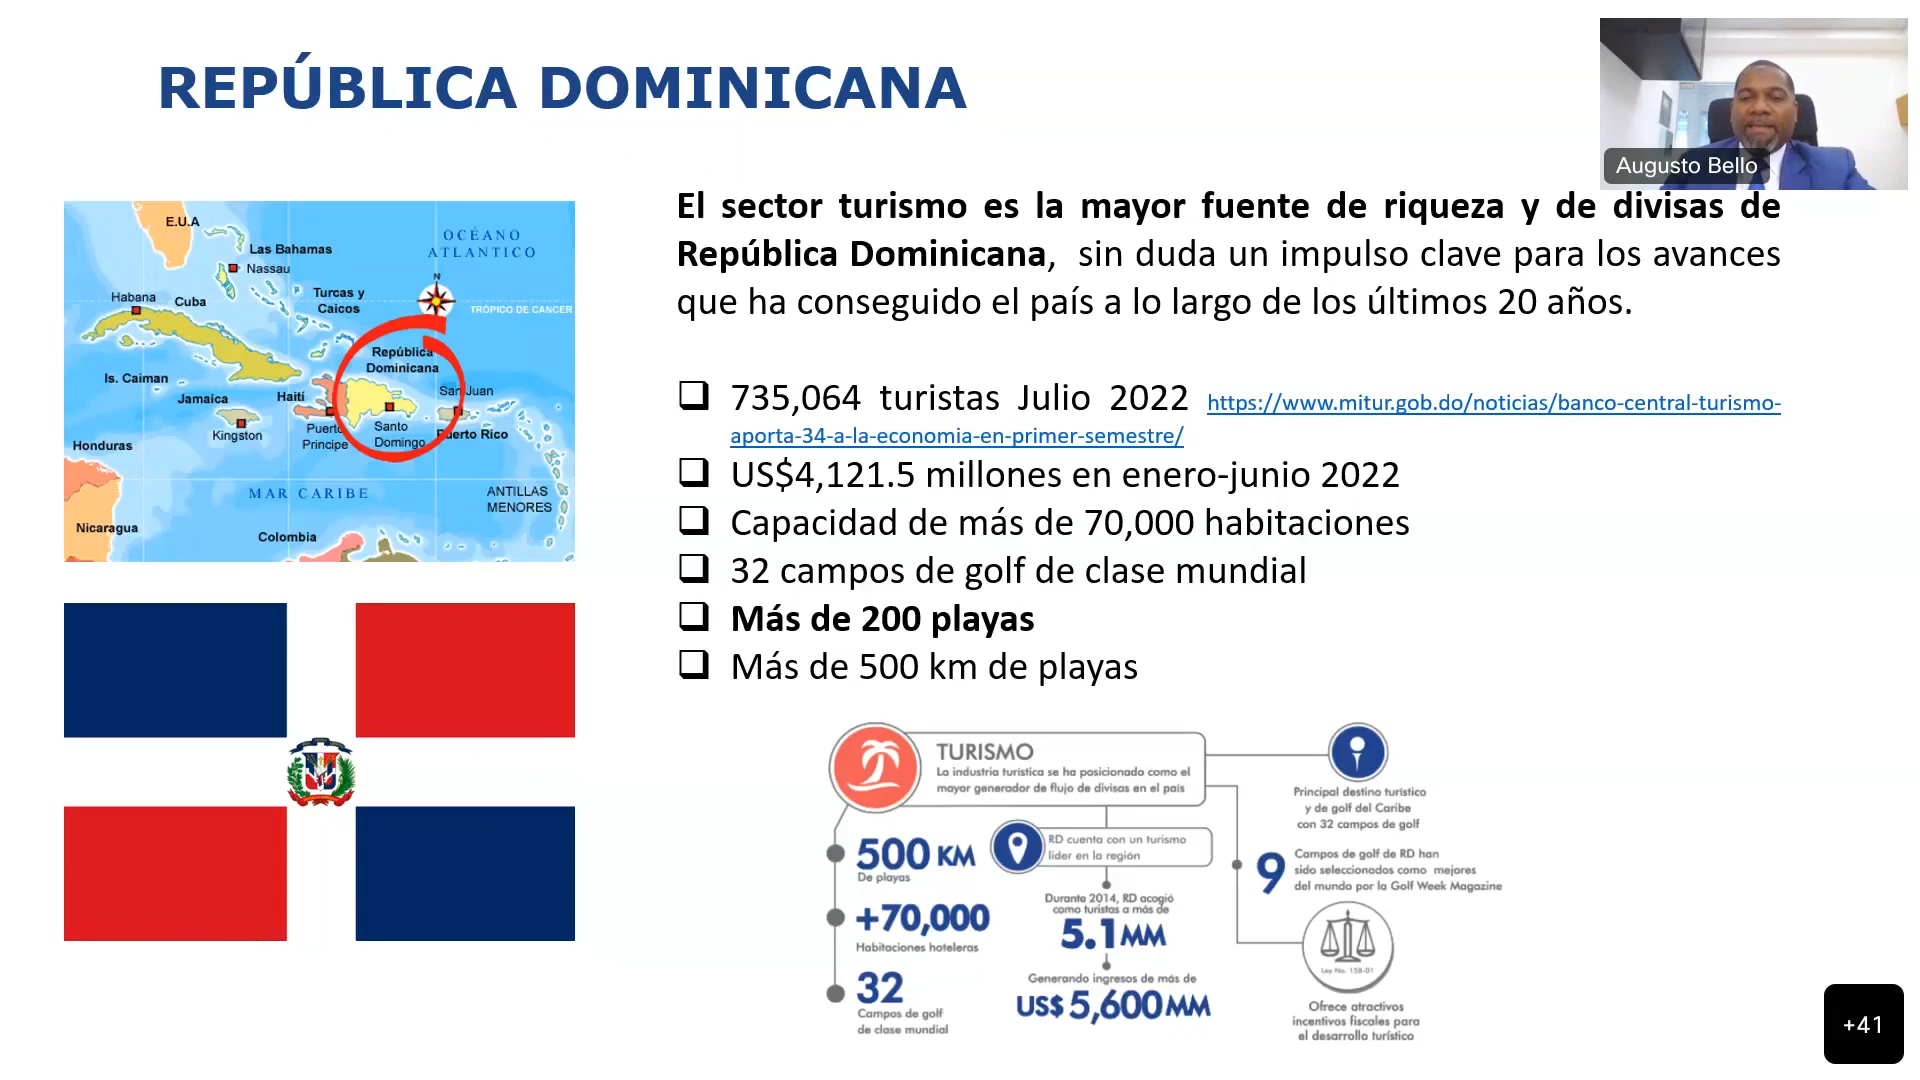 REPÚBLICA DOMINICANA
Augusto Bello
El sector turismo es la mayor fuente de riqueza y de divisas de
República Dominicana, sin duda un impulso clave para los avances
que ha conseguido el país a lo largo de los últimos 20 años.
735,064 turistas Julio 2022 https://www.mitur.gob.do/noticias/banco-central-turismo-
aporta-34-a-la-economia-en-primer-semestre/
US$4,121.5 millones en enero-junio 2022
Capacidad de más de 70,000 habitaciones
32 campos de golf de clase mundial
Más de 200 playas
Más de 500 km de playas
E.U.A
OCÉANO
ATLANTICO
Las Bahamas
Nassau
N
Habana
Cuba
Turcas y
Caicos
TRÓPICO DE CANCER
República
Dominicana
Is. Caiman
Jamaica
Haití
San Juan
Kingston
Puerto
Principe
Santo
Domingo
Puerto Rico
Honduras
MAR CARIBE
ANTILLAS
MENORES
Nicaragua
Colombia
TURISMO
La industria turística se ha posicionado como el
mayor generador de flujo de divisas en el país
500 KM
De playas
+70,000
Habitaciones hoteleras
32
Campos de golf
de clase mundial
RD cuenta con un turismo
líder en la región
Durante 2014, RD acogió
como turistas a más de
5.1 MM
Generando ingresos de más de
US$ 5,600 MM
Principal destino turístico
y de golf del Caribe
con 32 campos de golf
9
Campos de golf de RD han
sido seleccionados como mejores
del mundo por la Golf Week Magazine
Ley No. 158-01
Ofrece atractivos
incentivos fiscales para
el desarrollo turístico
+41